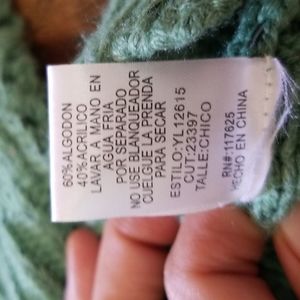 60%ALGODON
40%ACRILICO
LAVAR A MANO EN
AGUA FRIA
POR SEPARADO
NO USE BLANQUEADOR
CUELGUE LA PRENDA
PARA SECAR
ESTILO:YL12615
CUT:23397
TALLE:CHICO
RN#:117625
HECHO EN CHINA